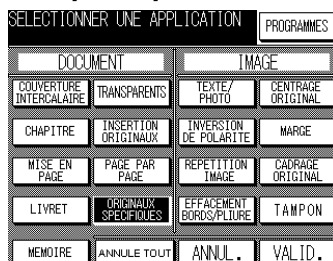 SELECTIONNER UNE APPLICATION
PROGRAMMES
DOCUMENT
IMAGE
COUVERTURE
INTERCALAIRE
TRANSPARENTS
TEXTE/
PHOTO
CENTRAGE
ORIGINAL
CHAPITRE
INSERTION
ORIGINAUX
INVERSION
DE POLARITE
MARGE
MISE EN
PAGE
PAGE PAR
PAGE
REPETITION
IMAGE
CADRAGE
ORIGINAL
LIVRET
ORIGINAUX
SPECIFIQUES
EFFACEMENT
BORDS/PLIURE
TAMPON
MEMOIRE
ANNULE TOUT
ANNUL.
VALID.